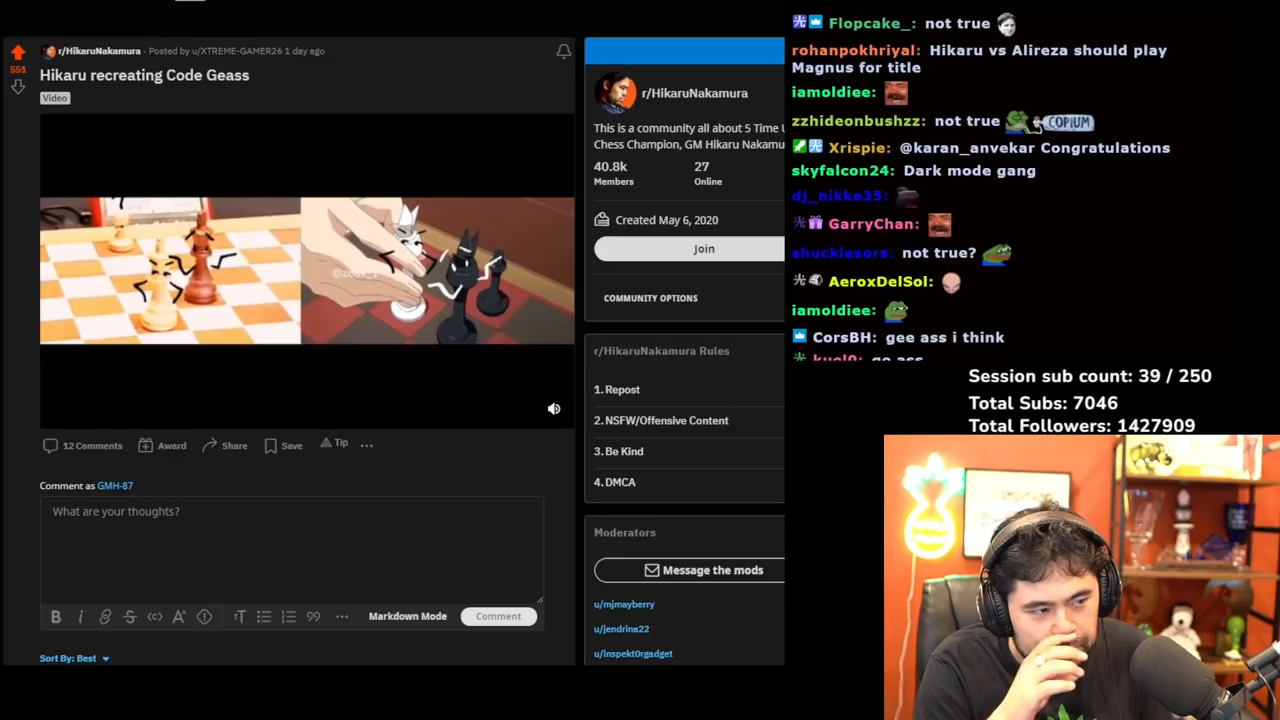 551
r/HikaruNakamura · Posted by u/XTREME-GAMER26 1 day ago
Hikaru recreating Code Geass
Video
12 Comments
Award
Share
Save
Tip
Comment as GMH-87
What are your thoughts?
Markdown Mode
Comment
Sort By: Best
r/HikaruNakamura
This is a community all about 5 Time U
Chess Champion, GM Hikaru Nakamu
40.8k
Members
27
Online
Created May 6, 2020
Join
COMMUNITY OPTIONS
r/HikaruNakamura Rules
1. Repost
2. NSFW/Offensive Content
3. Be Kind
4. DMCA
Moderators
Message the mods
u/mjmayberry
u/jendrina22
u/inspekt0rgadget
Flopcake_: not true
rohanpokhriyal: Hikaru vs Alireza should play
Magnus for title
iamoldiee:
zzhideonbushzz: not true COPIUM
Xrispie: @karan_anvekar Congratulations
skyfalcon24: Dark mode gang
dj_nikke35:
GarryChan:
shucklesors: not true?
AeroxDelSol:
iamoldiee:
CorsBH: gee ass i think
kuel0: ge ass
Session sub count: 39 / 250
Total Subs: 7046
Total Followers: 1427909